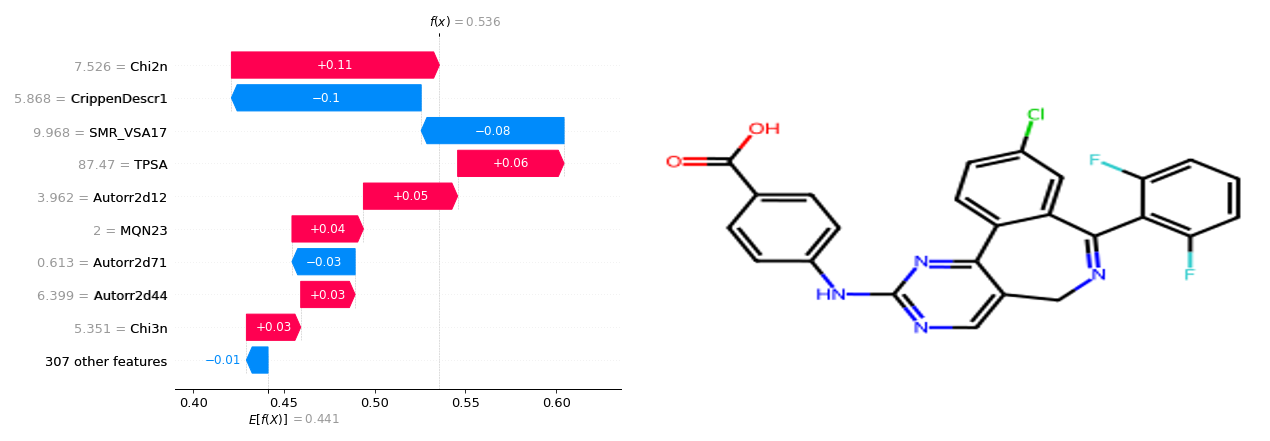 f(x) = 0.536
7.526 = Chi2n
+0.11
5.868 = CrippenDescr1
−0.1
9.968 = SMR_VSA17
−0.08
87.47 = TPSA
+0.06
3.962 = Autorr2d12
+0.05
2 = MQN23
+0.04
0.613 = Autorr2d71
−0.03
6.399 = Autorr2d44
+0.03
5.351 = Chi3n
+0.03
307 other features
−0.01
0.40 0.45 0.50 0.55 0.60
E[f(X)] = 0.441
Cl
OH
O
F
N
N
F
HN
N